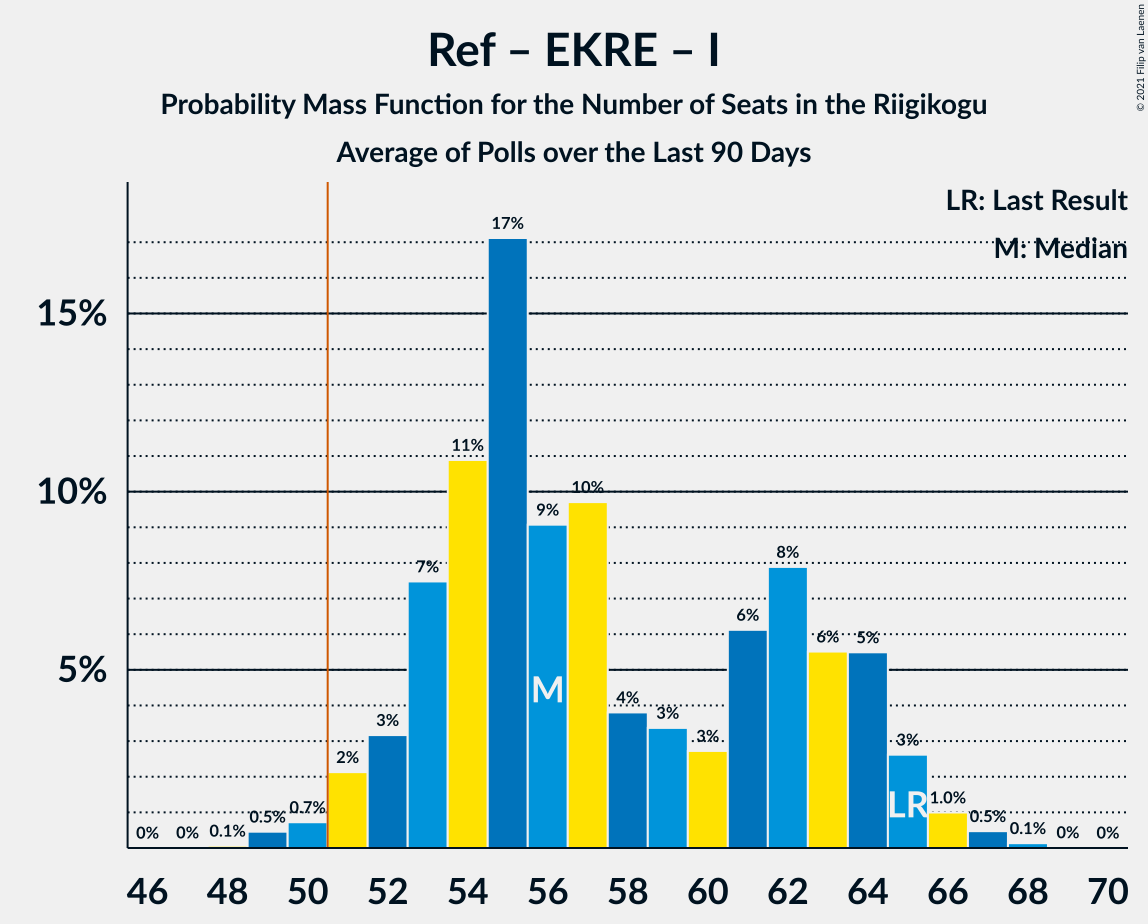 Ref – EKRE – I
Probability Mass Function for the Number of Seats in the Riigikogu
Average of Polls over the Last 90 Days
© 2021 Filip van Laenen
LR: Last Result
M: Median
15%
10%
5%
0% 0% 0.1% 0.5% 0.7% 2% 3% 7% 11% 17% 9% 10% 4% 3% 3% 6% 8% 6% 5% 3% 1.0% 0.5% 0.1% 0% 0%
M
LR
46 48 50 52 54 56 58 60 62 64 66 68 70